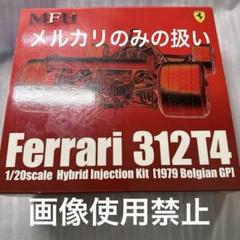 MFH
メルカリのみの扱い
Ferrari 312T4
1/20scale Hybrid Injection Kit [1979 Belgian GP]
画像使用禁止